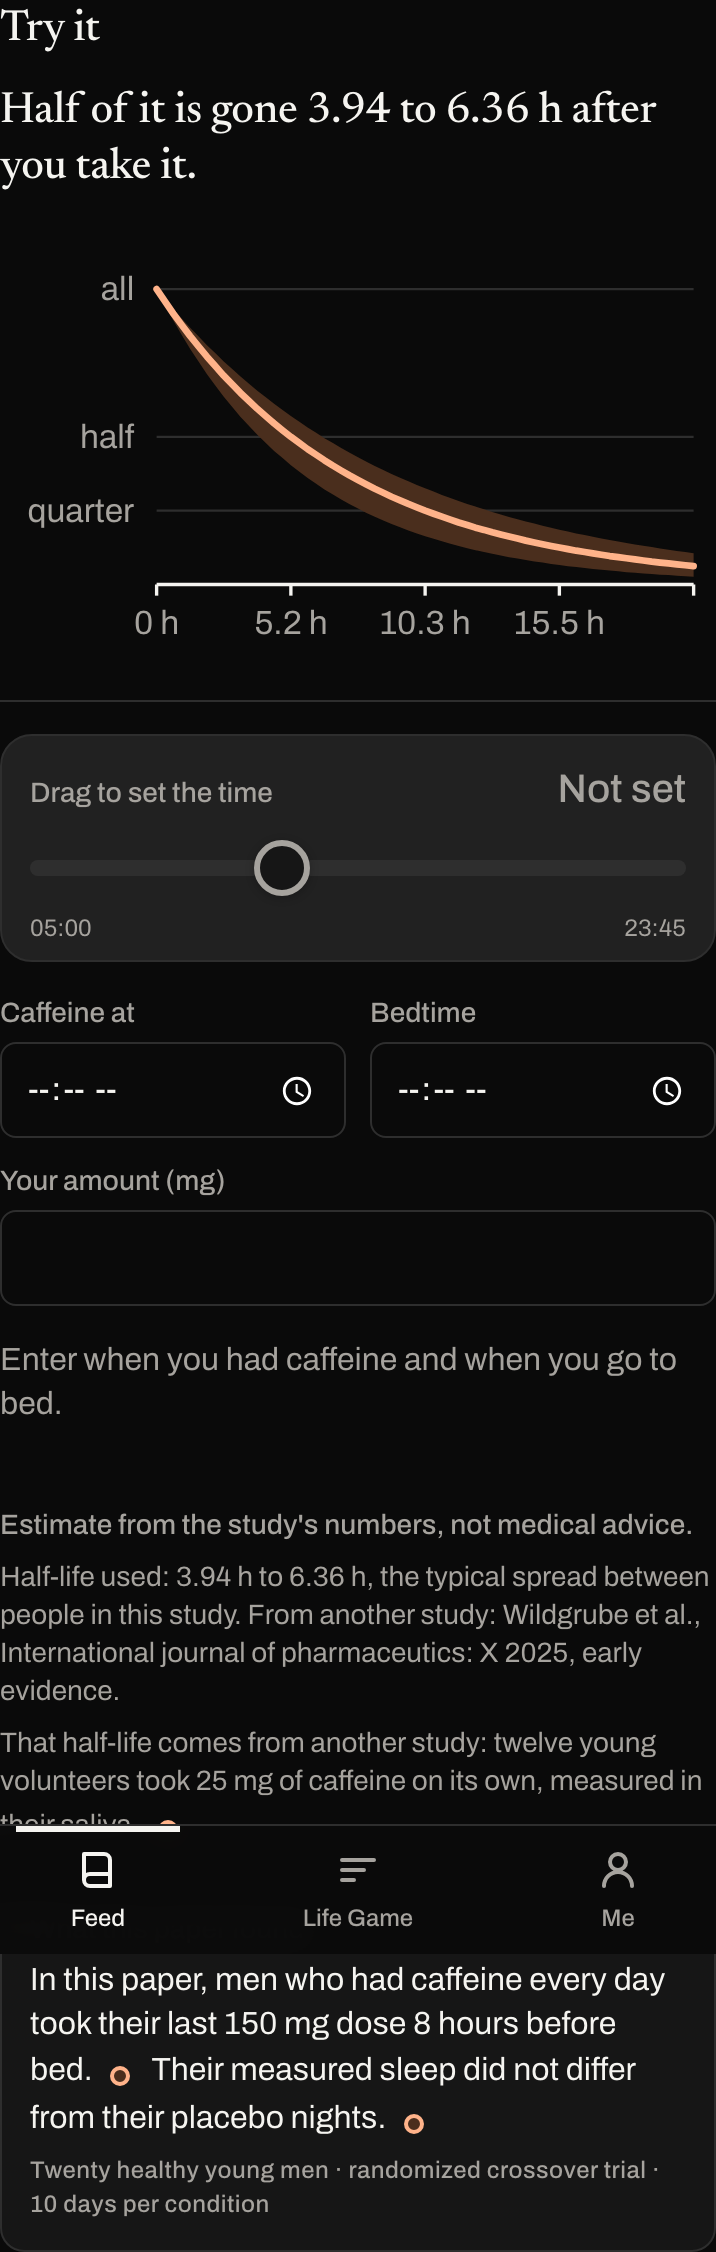 Try it
Half of it is gone 3.94 to 6.36 h after
you take it.
all
half
quarter
0 h 5.2 h 10.3 h 15.5 h
Drag to set the time Not set
05:00 23:45
Caffeine at Bedtime
--:-- -- --:-- --
Your amount (mg)
Enter when you had caffeine and when you go to
bed.
Estimate from the study's numbers, not medical advice.
Half-life used: 3.94 h to 6.36 h, the typical spread between
people in this study. From another study: Wildgrube et al.,
International journal of pharmaceutics: X 2025, early
evidence.
That half-life comes from another study: twelve young
volunteers took 25 mg of caffeine on its own, measured in
their saliva.
Feed Life Game Me
In this paper, men who had caffeine every day
took their last 150 mg dose 8 hours before
bed. Their measured sleep did not differ
from their placebo nights.
Twenty healthy young men · randomized crossover trial ·
10 days per condition